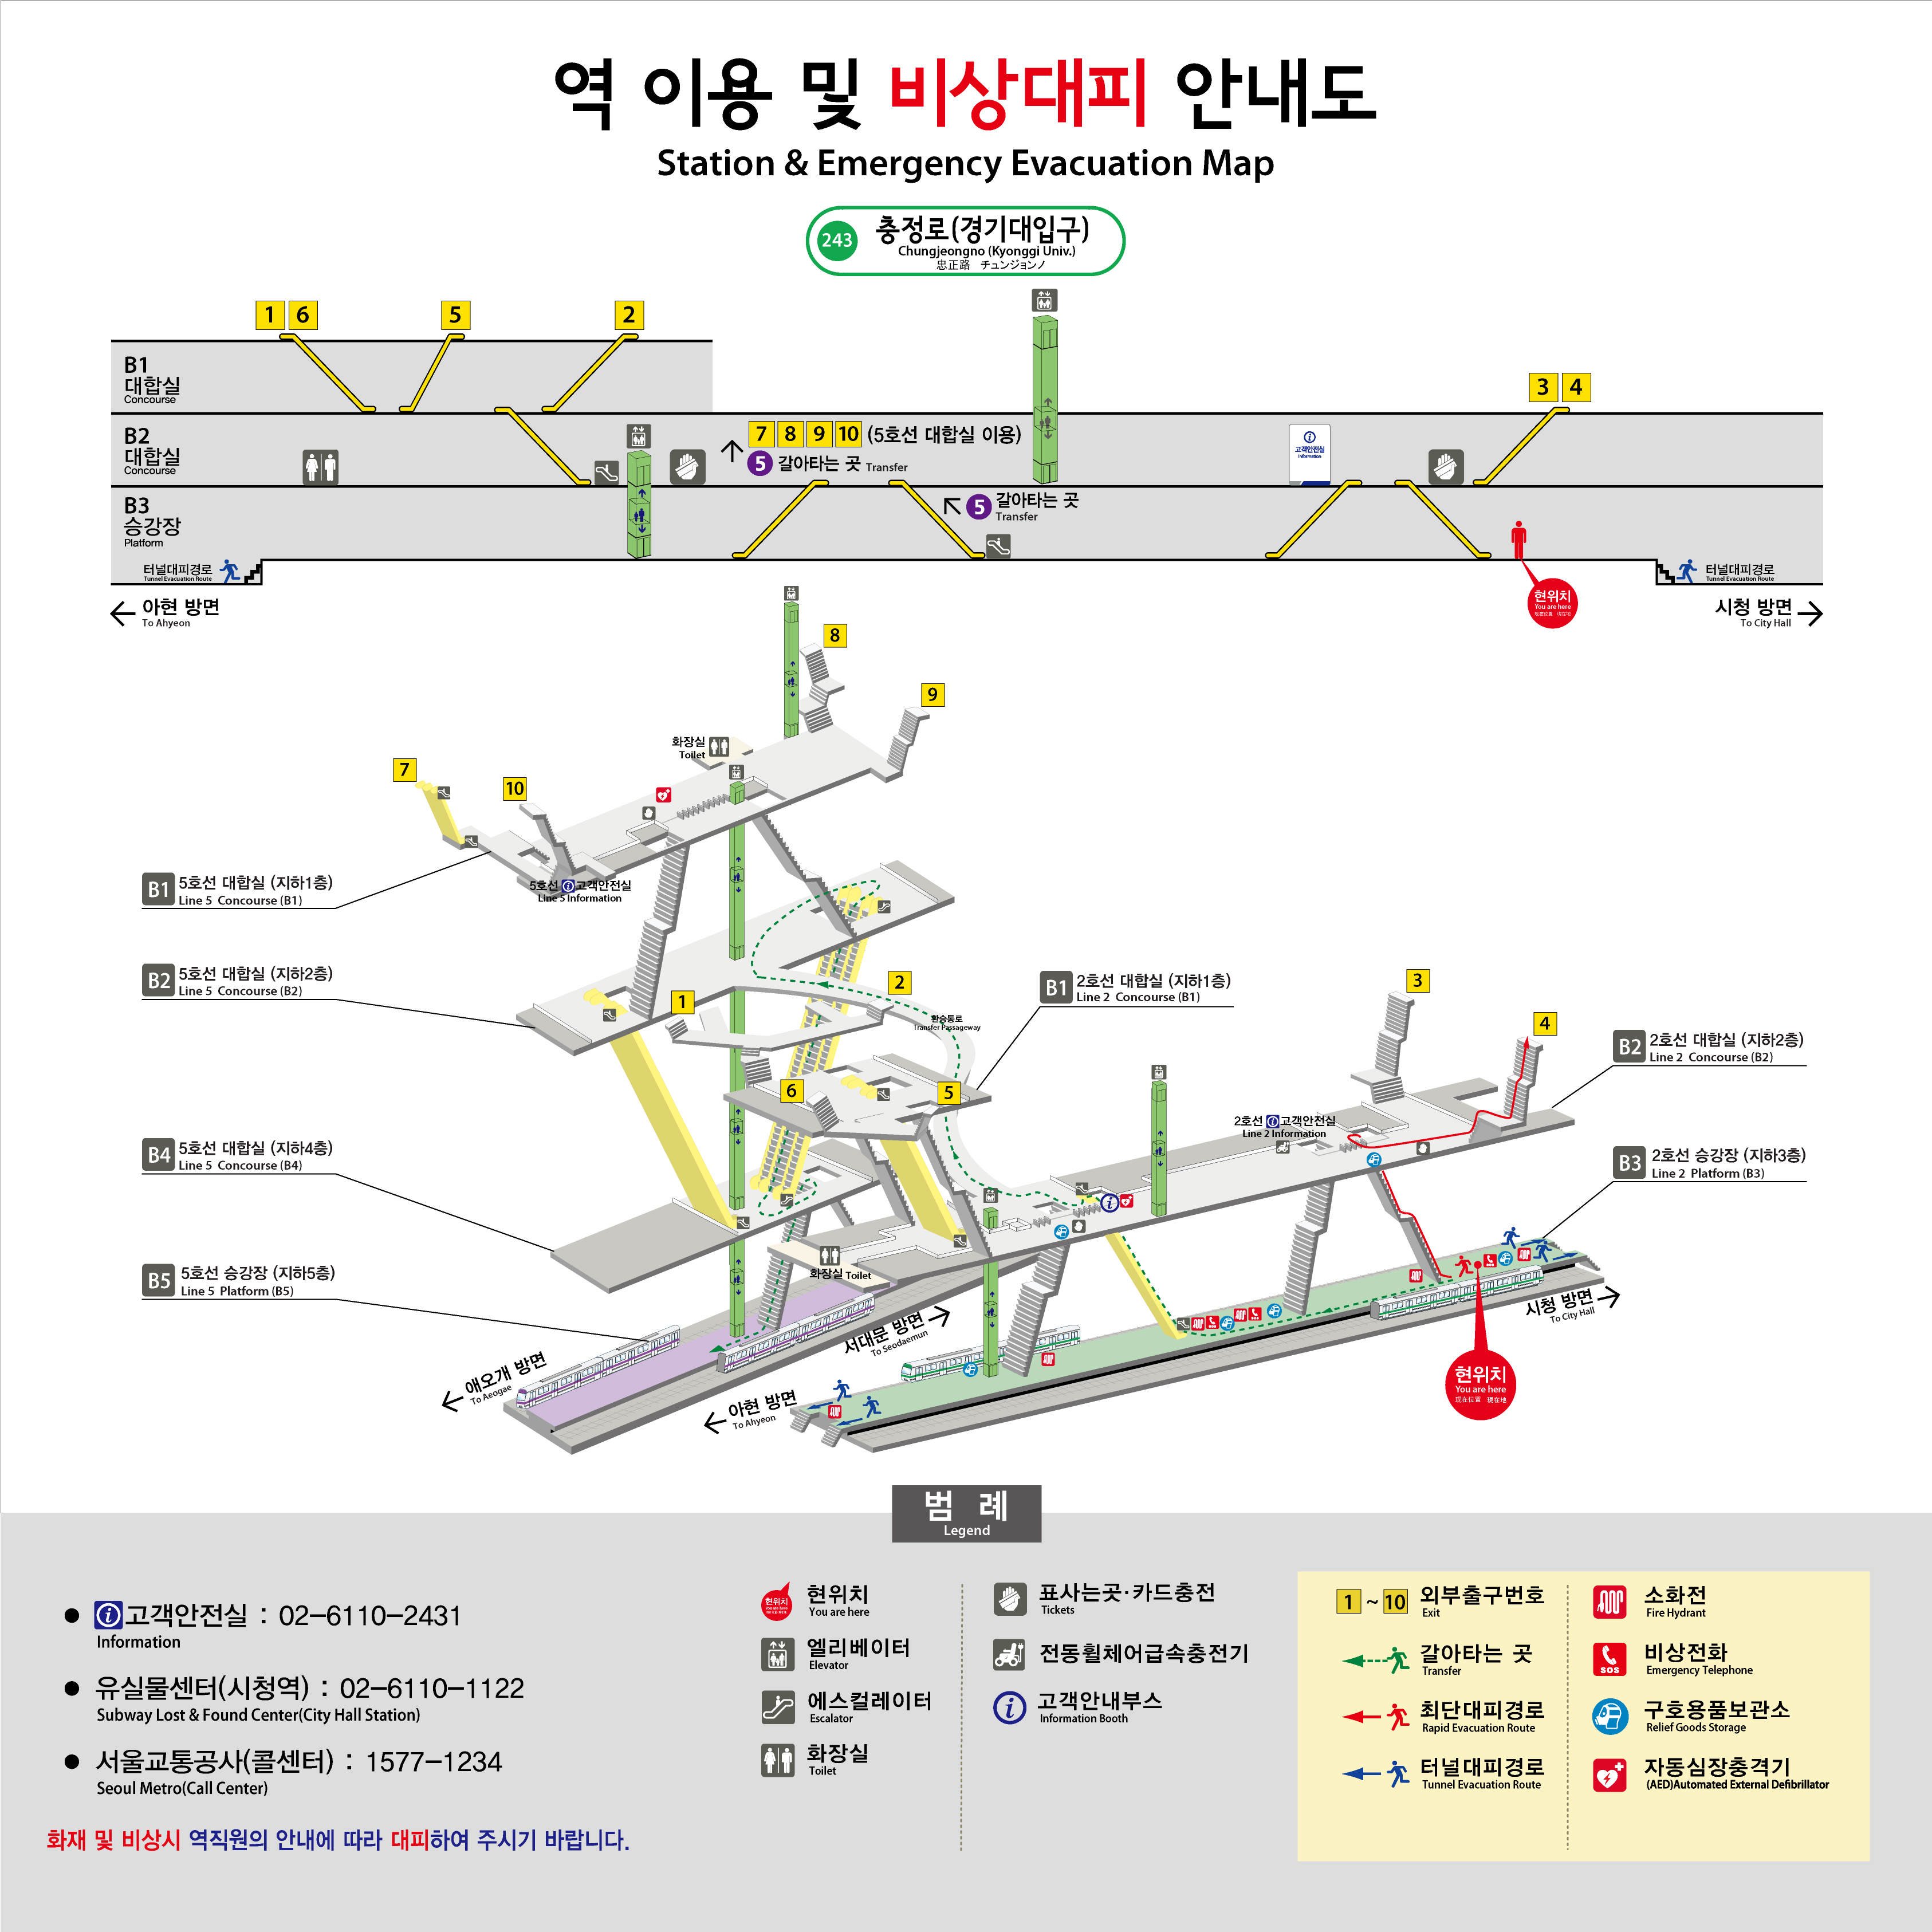 역 이용 및 비상대피 안내도
Station & Emergency Evacuation Map
243
충정로(경기대입구)
Chungjeongno (Kyonggi Univ.)
忠正路 チュンジョンノ
1 6
5
2
B1
대합실
Concourse
3 4
B2
대합실
Concourse
7 8 9 10 (5호선 대합실 이용)
5 갈아타는 곳 Transfer
고객안전실
Information
B3
승강장
Platform
5 갈아타는 곳
Transfer
터널대피경로
Tunnel Evacuation Route
터널대피경로
Tunnel Evacuation Route
현위치
You are here
아현 방면
To Ahyeon
시청 방면
To City Hall
8
9
화장실
Toilet
7
10
B1 5호선 대합실 (지하1층)
Line 5 Concourse (B1)
5호선 고객안전실
Line 5 Information
B2 5호선 대합실 (지하2층)
Line 5 Concourse (B2)
1
2
환승통로
Transfer Passageway
B1 2호선 대합실 (지하1층)
Line 2 Concourse (B1)
3
4
B2 2호선 대합실 (지하2층)
Line 2 Concourse (B2)
6
5
2호선 고객안전실
Line 2 Information
B4 5호선 대합실 (지하4층)
Line 5 Concourse (B4)
B3 2호선 승강장 (지하3층)
Line 2 Platform (B3)
B5 5호선 승강장 (지하5층)
Line 5 Platform (B5)
화장실 Toilet
서대문 방면
To Seodaemun
시청 방면
To City Hall
애오개 방면
To Aeogae
아현 방면
To Ahyeon
현위치
You are here
现在位置 現在地
범 례
Legend
고객안전실 : 02-6110-2431
Information
유실물센터(시청역) : 02-6110-1122
Subway Lost & Found Center(City Hall Station)
서울교통공사(콜센터) : 1577-1234
Seoul Metro(Call Center)
화재 및 비상시 역직원의 안내에 따라 대피하여 주시기 바랍니다.
현위치
You are here
엘리베이터
Elevator
에스컬레이터
Escalator
화장실
Toilet
표사는곳·카드충전
Tickets
전동휠체어급속충전기
고객안내부스
Information Booth
1 ~ 10 외부출구번호
Exit
갈아타는 곳
Transfer
최단대피경로
Rapid Evacuation Route
터널대피경로
Tunnel Evacuation Route
소화전
Fire Hydrant
SOS
비상전화
Emergency Telephone
구호용품보관소
Relief Goods Storage
자동심장충격기
(AED)Automated External Defibrillator